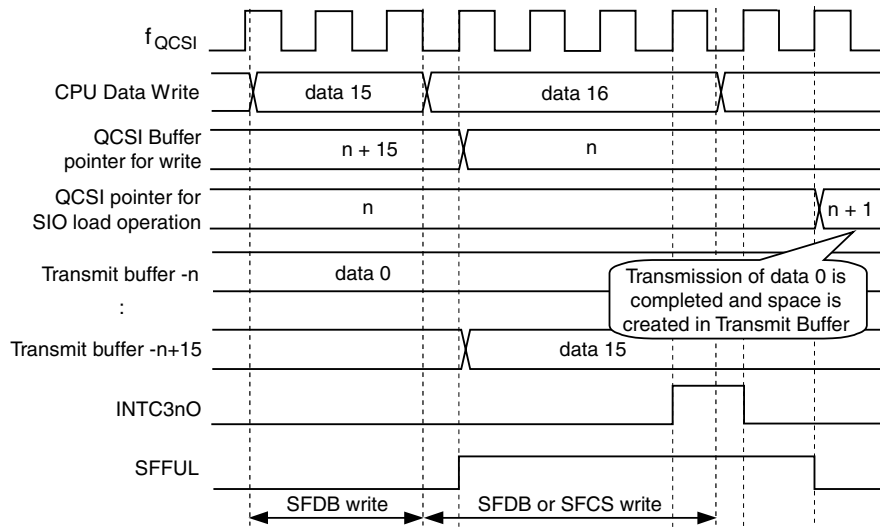 f QCSI
CPU Data Write
data 15
data 16
QCSI Buffer
pointer for write
n + 15
n
QCSI pointer for
SIO load operation
n
n + 1
Transmit buffer -n
data 0
Transmission of data 0 is
completed and space is
created in Transmit Buffer
:
Transmit buffer -n+15
data 15
INTC3nO
SFFUL
SFDB write
SFDB or SFCS write